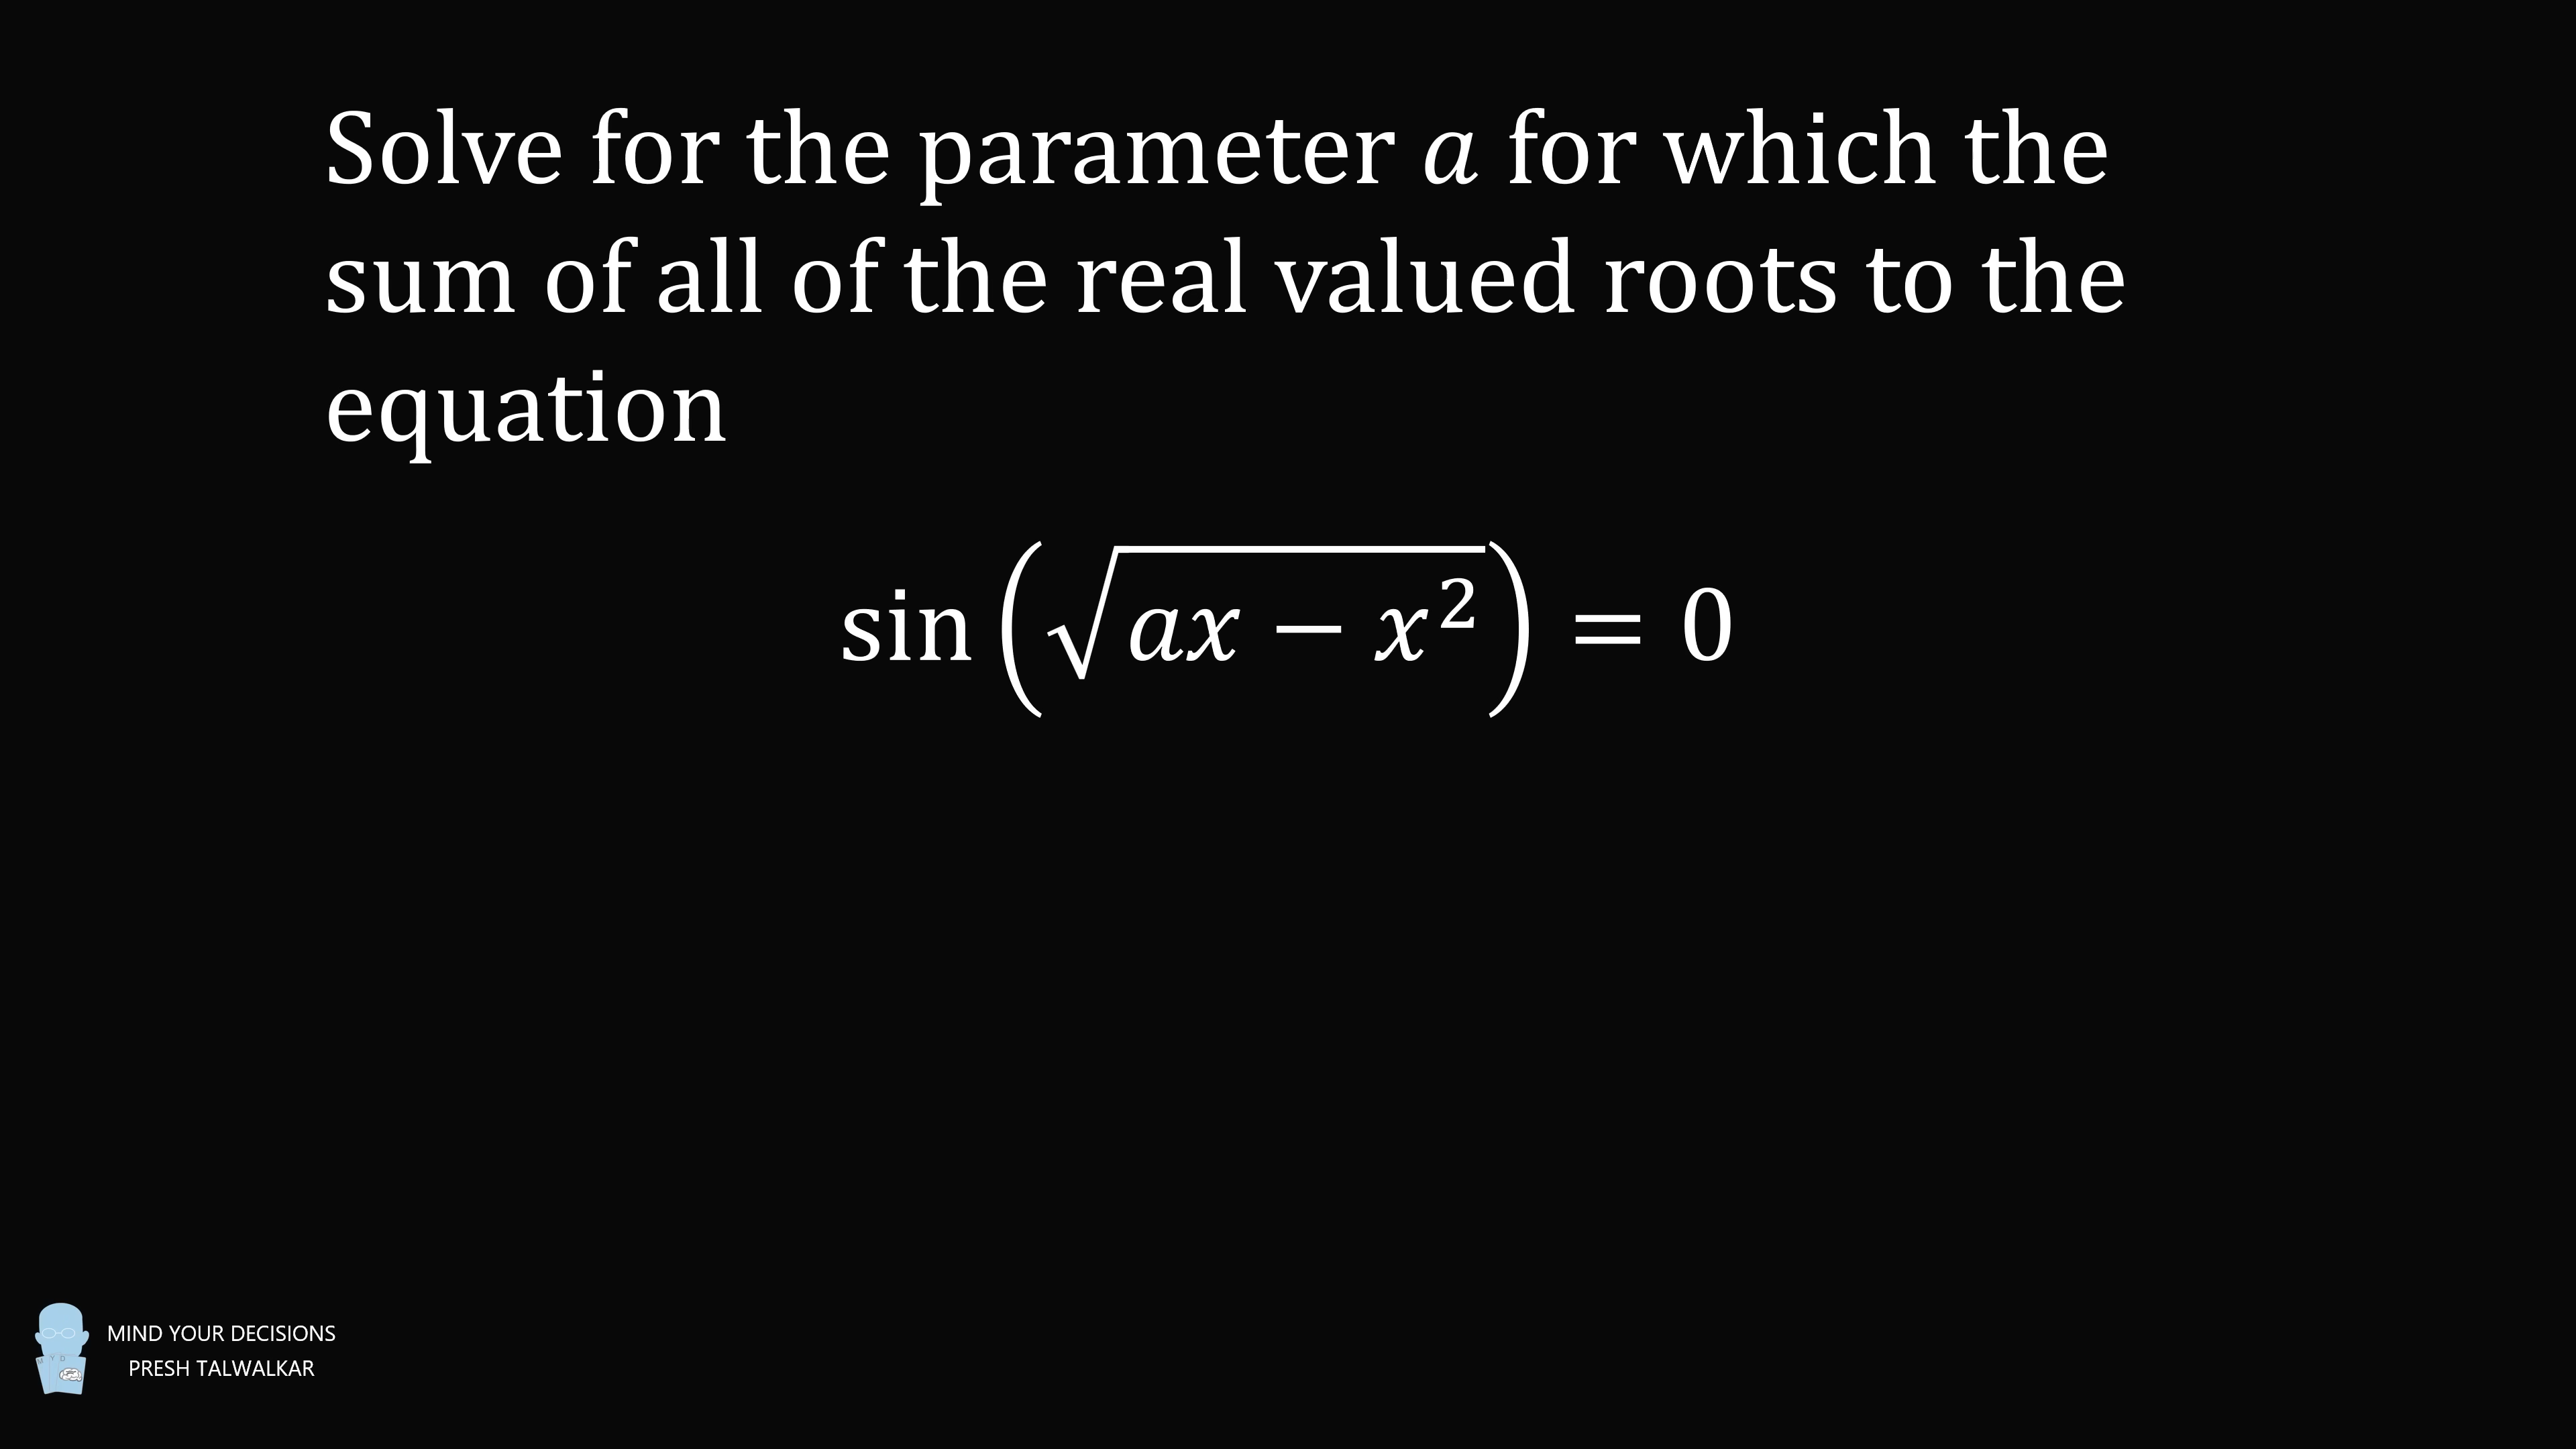 Solve for the parameter a for which the
sum of all of the real valued roots to the
equation
sin(√(ax − x²)) = 0
MIND YOUR DECISIONS
PRESH TALWALKAR